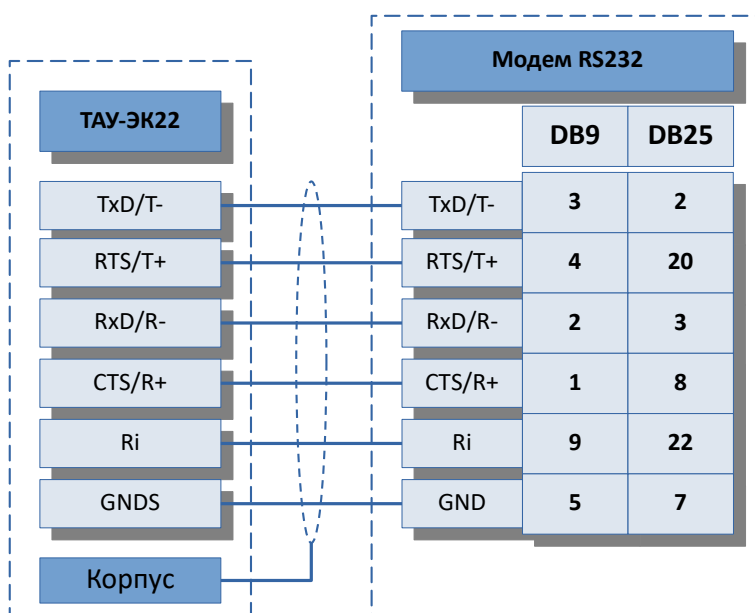 Модем RS232
ТАУ-ЭК22
DB9 DB25
TxD/T- TxD/T- 3 2
RTS/T+ RTS/T+ 4 20
RxD/R- RxD/R- 2 3
CTS/R+ CTS/R+ 1 8
Ri Ri 9 22
GNDS GND 5 7
Корпус